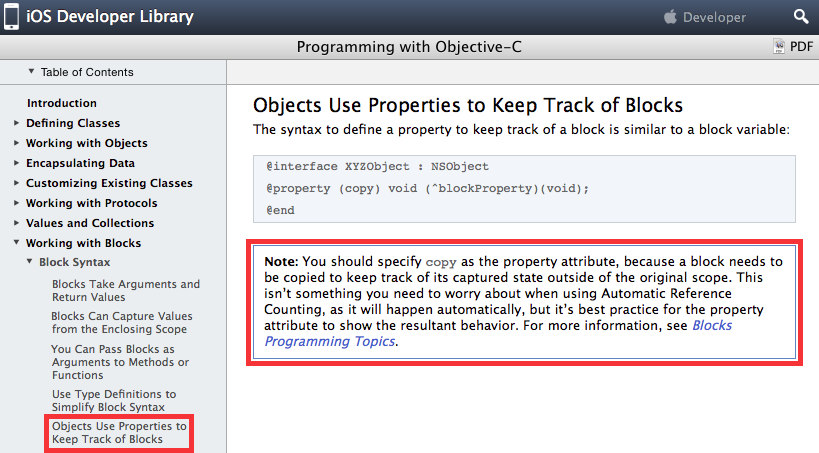 iOS Developer Library
Developer
Programming with Objective-C
PDF
Table of Contents
Introduction
Defining Classes
Working with Objects
Encapsulating Data
Customizing Existing Classes
Working with Protocols
Values and Collections
Working with Blocks
Block Syntax
Blocks Take Arguments and
Return Values
Blocks Can Capture Values
from the Enclosing Scope
You Can Pass Blocks as
Arguments to Methods or
Functions
Use Type Definitions to
Simplify Block Syntax
Objects Use Properties to
Keep Track of Blocks
Objects Use Properties to Keep Track of Blocks
The syntax to define a property to keep track of a block is similar to a block variable:
@interface XYZObject : NSObject
@property (copy) void (^blockProperty)(void);
@end
Note: You should specify copy as the property attribute, because a block needs to
be copied to keep track of its captured state outside of the original scope. This
isn’t something you need to worry about when using Automatic Reference
Counting, as it will happen automatically, but it’s best practice for the property
attribute to show the resultant behavior. For more information, see Blocks
Programming Topics.